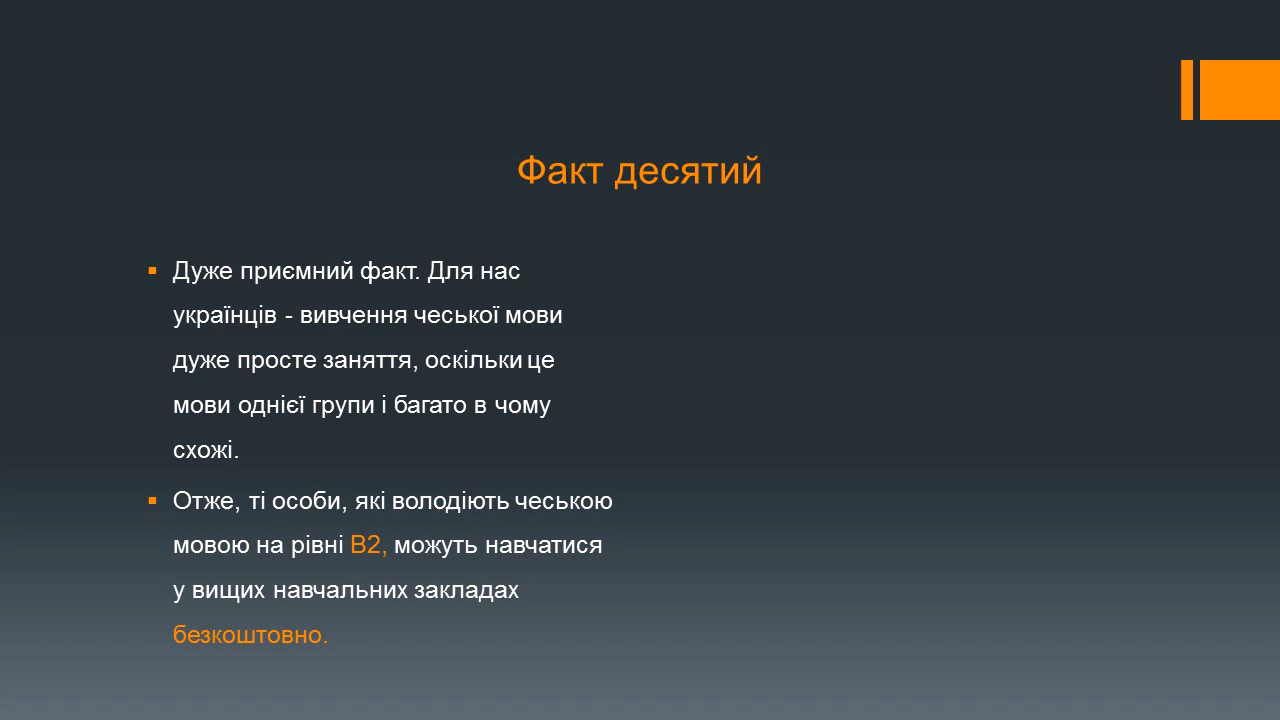 Факт десятий
Дуже приємний факт. Для нас
українців - вивчення чеської мови
дуже просте заняття, оскільки це
мови однієї групи і багато в чому
схожі.
Отже, ті особи, які володіють чеською
мовою на рівні B2, можуть навчатися
у вищих навчальних закладах
безкоштовно.